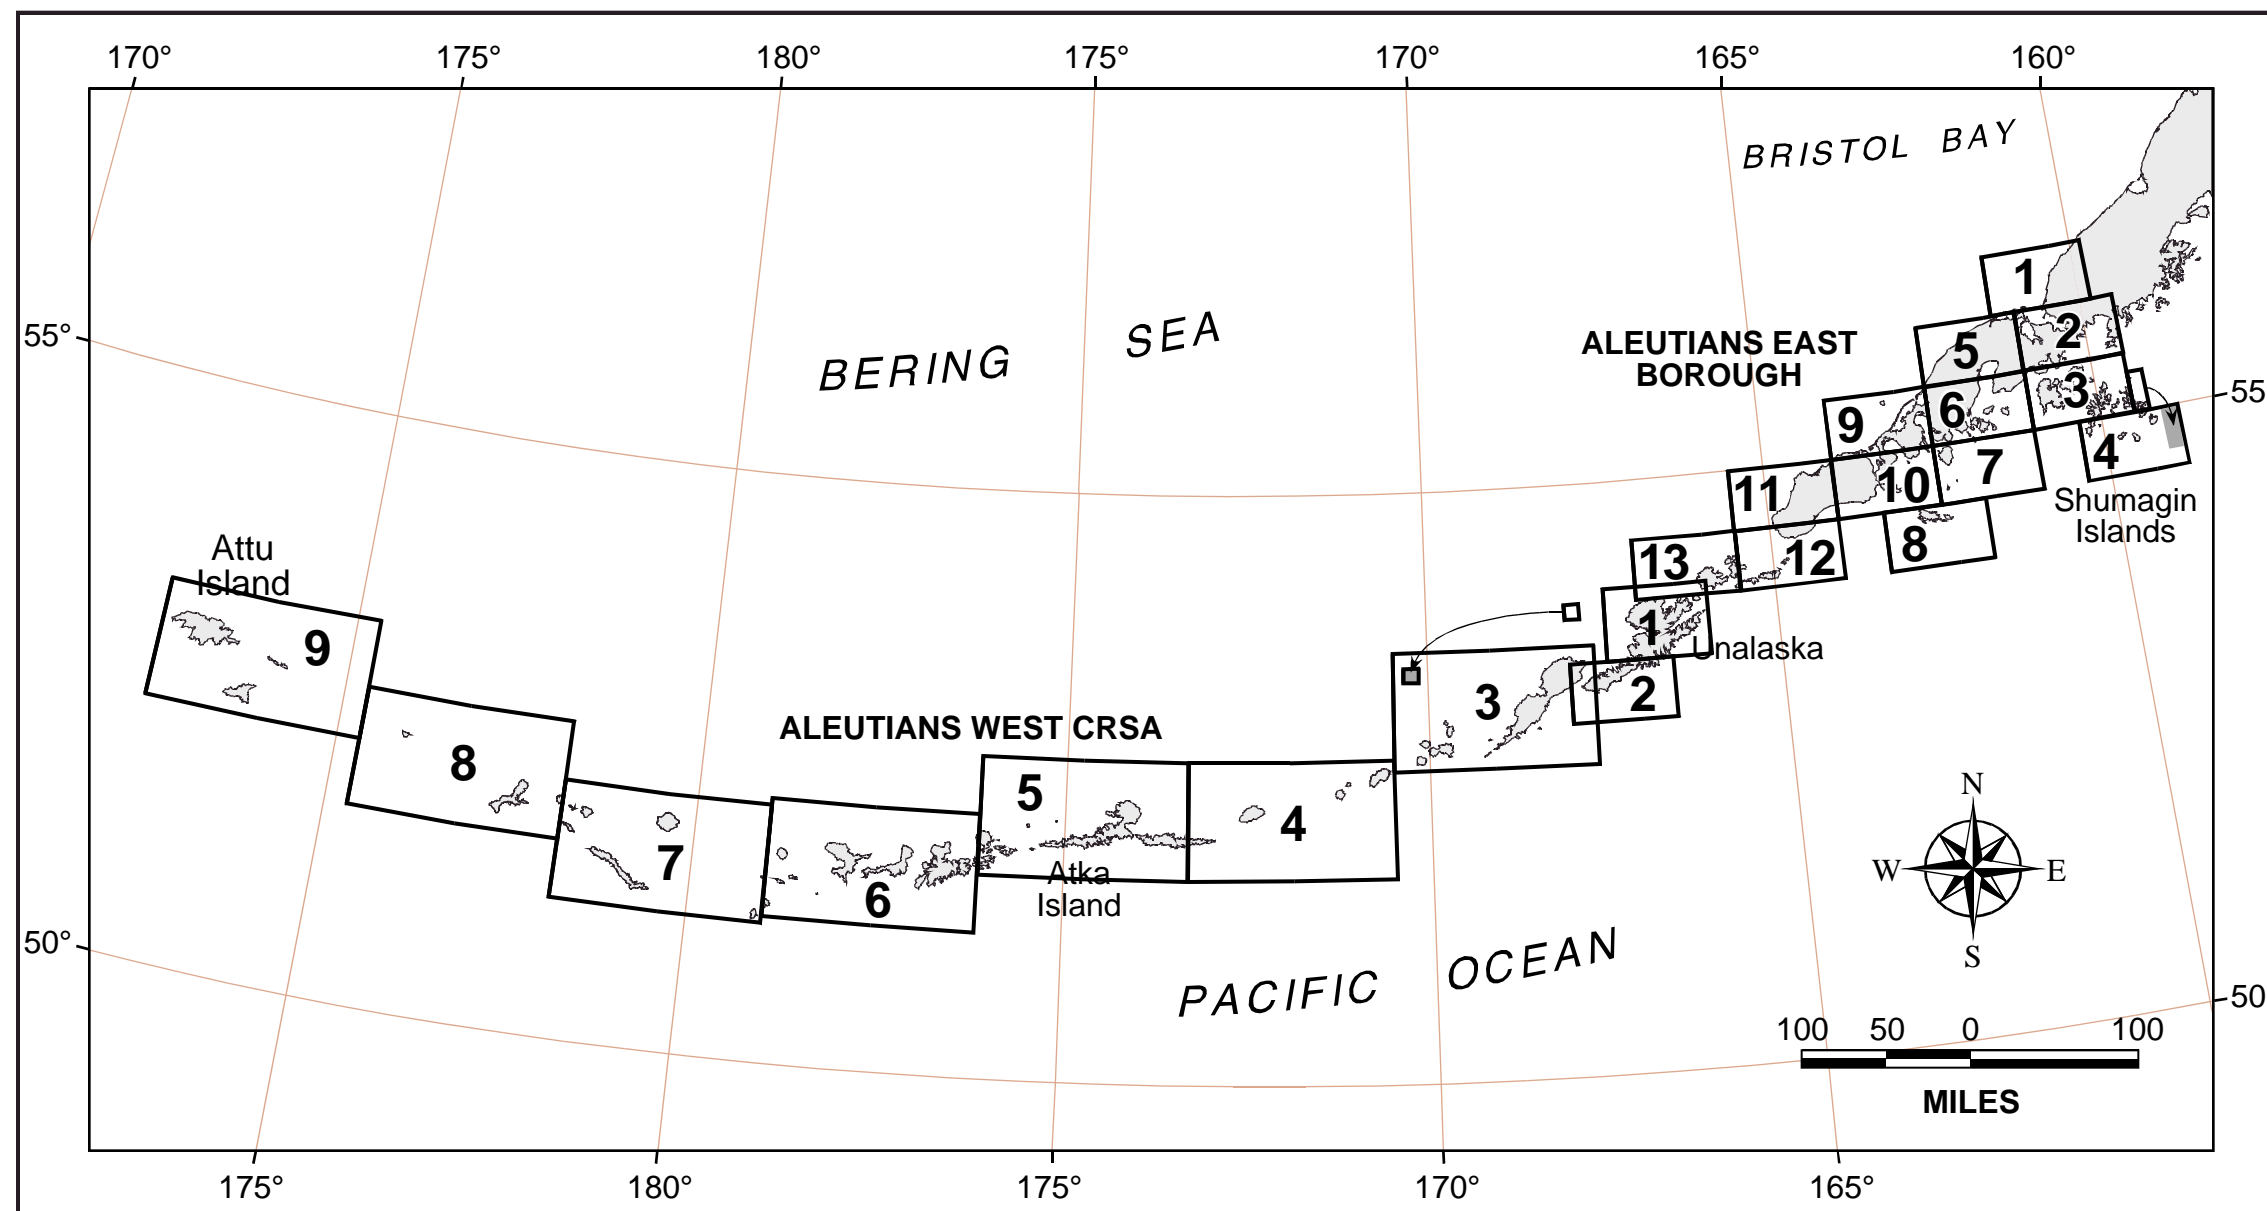 170° 175° 180° 175° 170° 165° 160°
BRISTOL BAY
1
55°
BERING SEA
ALEUTIANS EAST
BOROUGH
5 2
55
9 6 3
4
11 10 7
Shumagin
Islands
Attu
Island
13 12 8
9
1
Unalaska
3 2
ALEUTIANS WEST CRSA
8
5
4
7
6
Atka
Island
N
W E
S
50°
PACIFIC OCEAN
50
100 50 0 100
MILES
175° 180° 175° 170° 165°